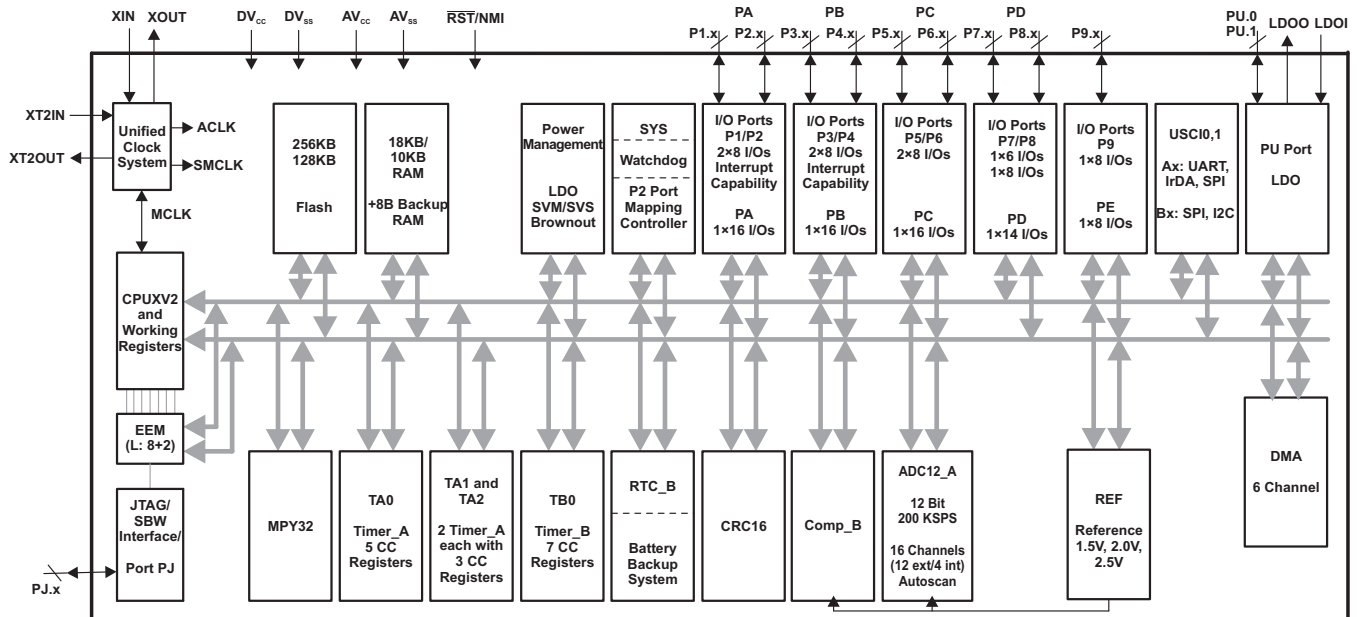 XIN XOUT DVCC DVSS AVCC AVSS RST/NMI PA PB PC PD PU.0 LDOO LDOI
P1.x P2.x P3.x P4.x P5.x P6.x P7.x P8.x P9.x PU.1
XT2IN
XT2OUT
Unified
Clock
System
ACLK
SMCLK
MCLK
256KB
128KB
Flash
18KB/
10KB
RAM
+8B Backup
RAM
Power
Management
LDO
SVM/SVS
Brownout
SYS
Watchdog
P2 Port
Mapping
Controller
I/O Ports
P1/P2
2×8 I/Os
Interrupt
Capability
PA
1×16 I/Os
I/O Ports
P3/P4
2×8 I/Os
Interrupt
Capability
PB
1×16 I/Os
I/O Ports
P5/P6
2×8 I/Os
PC
1×16 I/Os
I/O Ports
P7/P8
1×6 I/Os
1×8 I/Os
PD
1×14 I/Os
I/O Ports
P9
1×8 I/Os
PE
1×8 I/Os
USCI0,1
Ax: UART,
IrDA, SPI
Bx: SPI, I2C
PU Port
LDO
CPUXV2
and
Working
Registers
EEM
(L: 8+2)
JTAG/
SBW
Interface/
Port PJ
PJ.x
MPY32
TA0
Timer_A
5 CC
Registers
TA1 and
TA2
2 Timer_A
each with
3 CC
Registers
TB0
Timer_B
7 CC
Registers
RTC_B
Battery
Backup
System
CRC16
Comp_B
ADC12_A
12 Bit
200 KSPS
16 Channels
(12 ext/4 int)
Autoscan
REF
Reference
1.5V, 2.0V,
2.5V
DMA
6 Channel